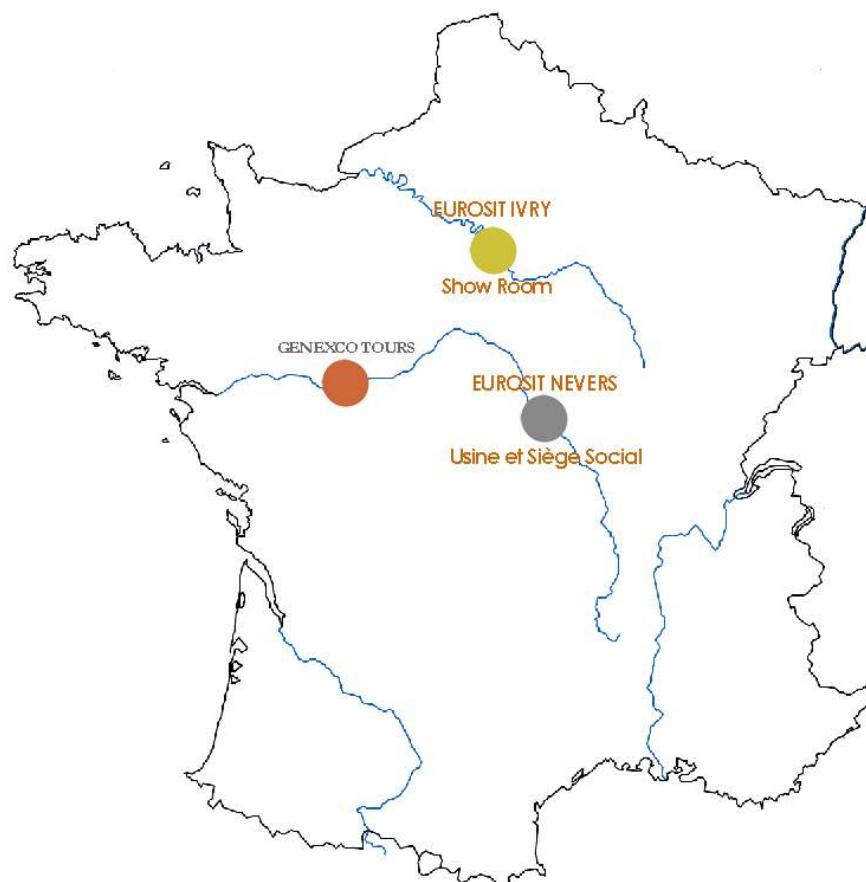 EUROSIT IVRY
Show Room
GENEXCO TOURS
EUROSIT NEVERS
Usine et Siège Social